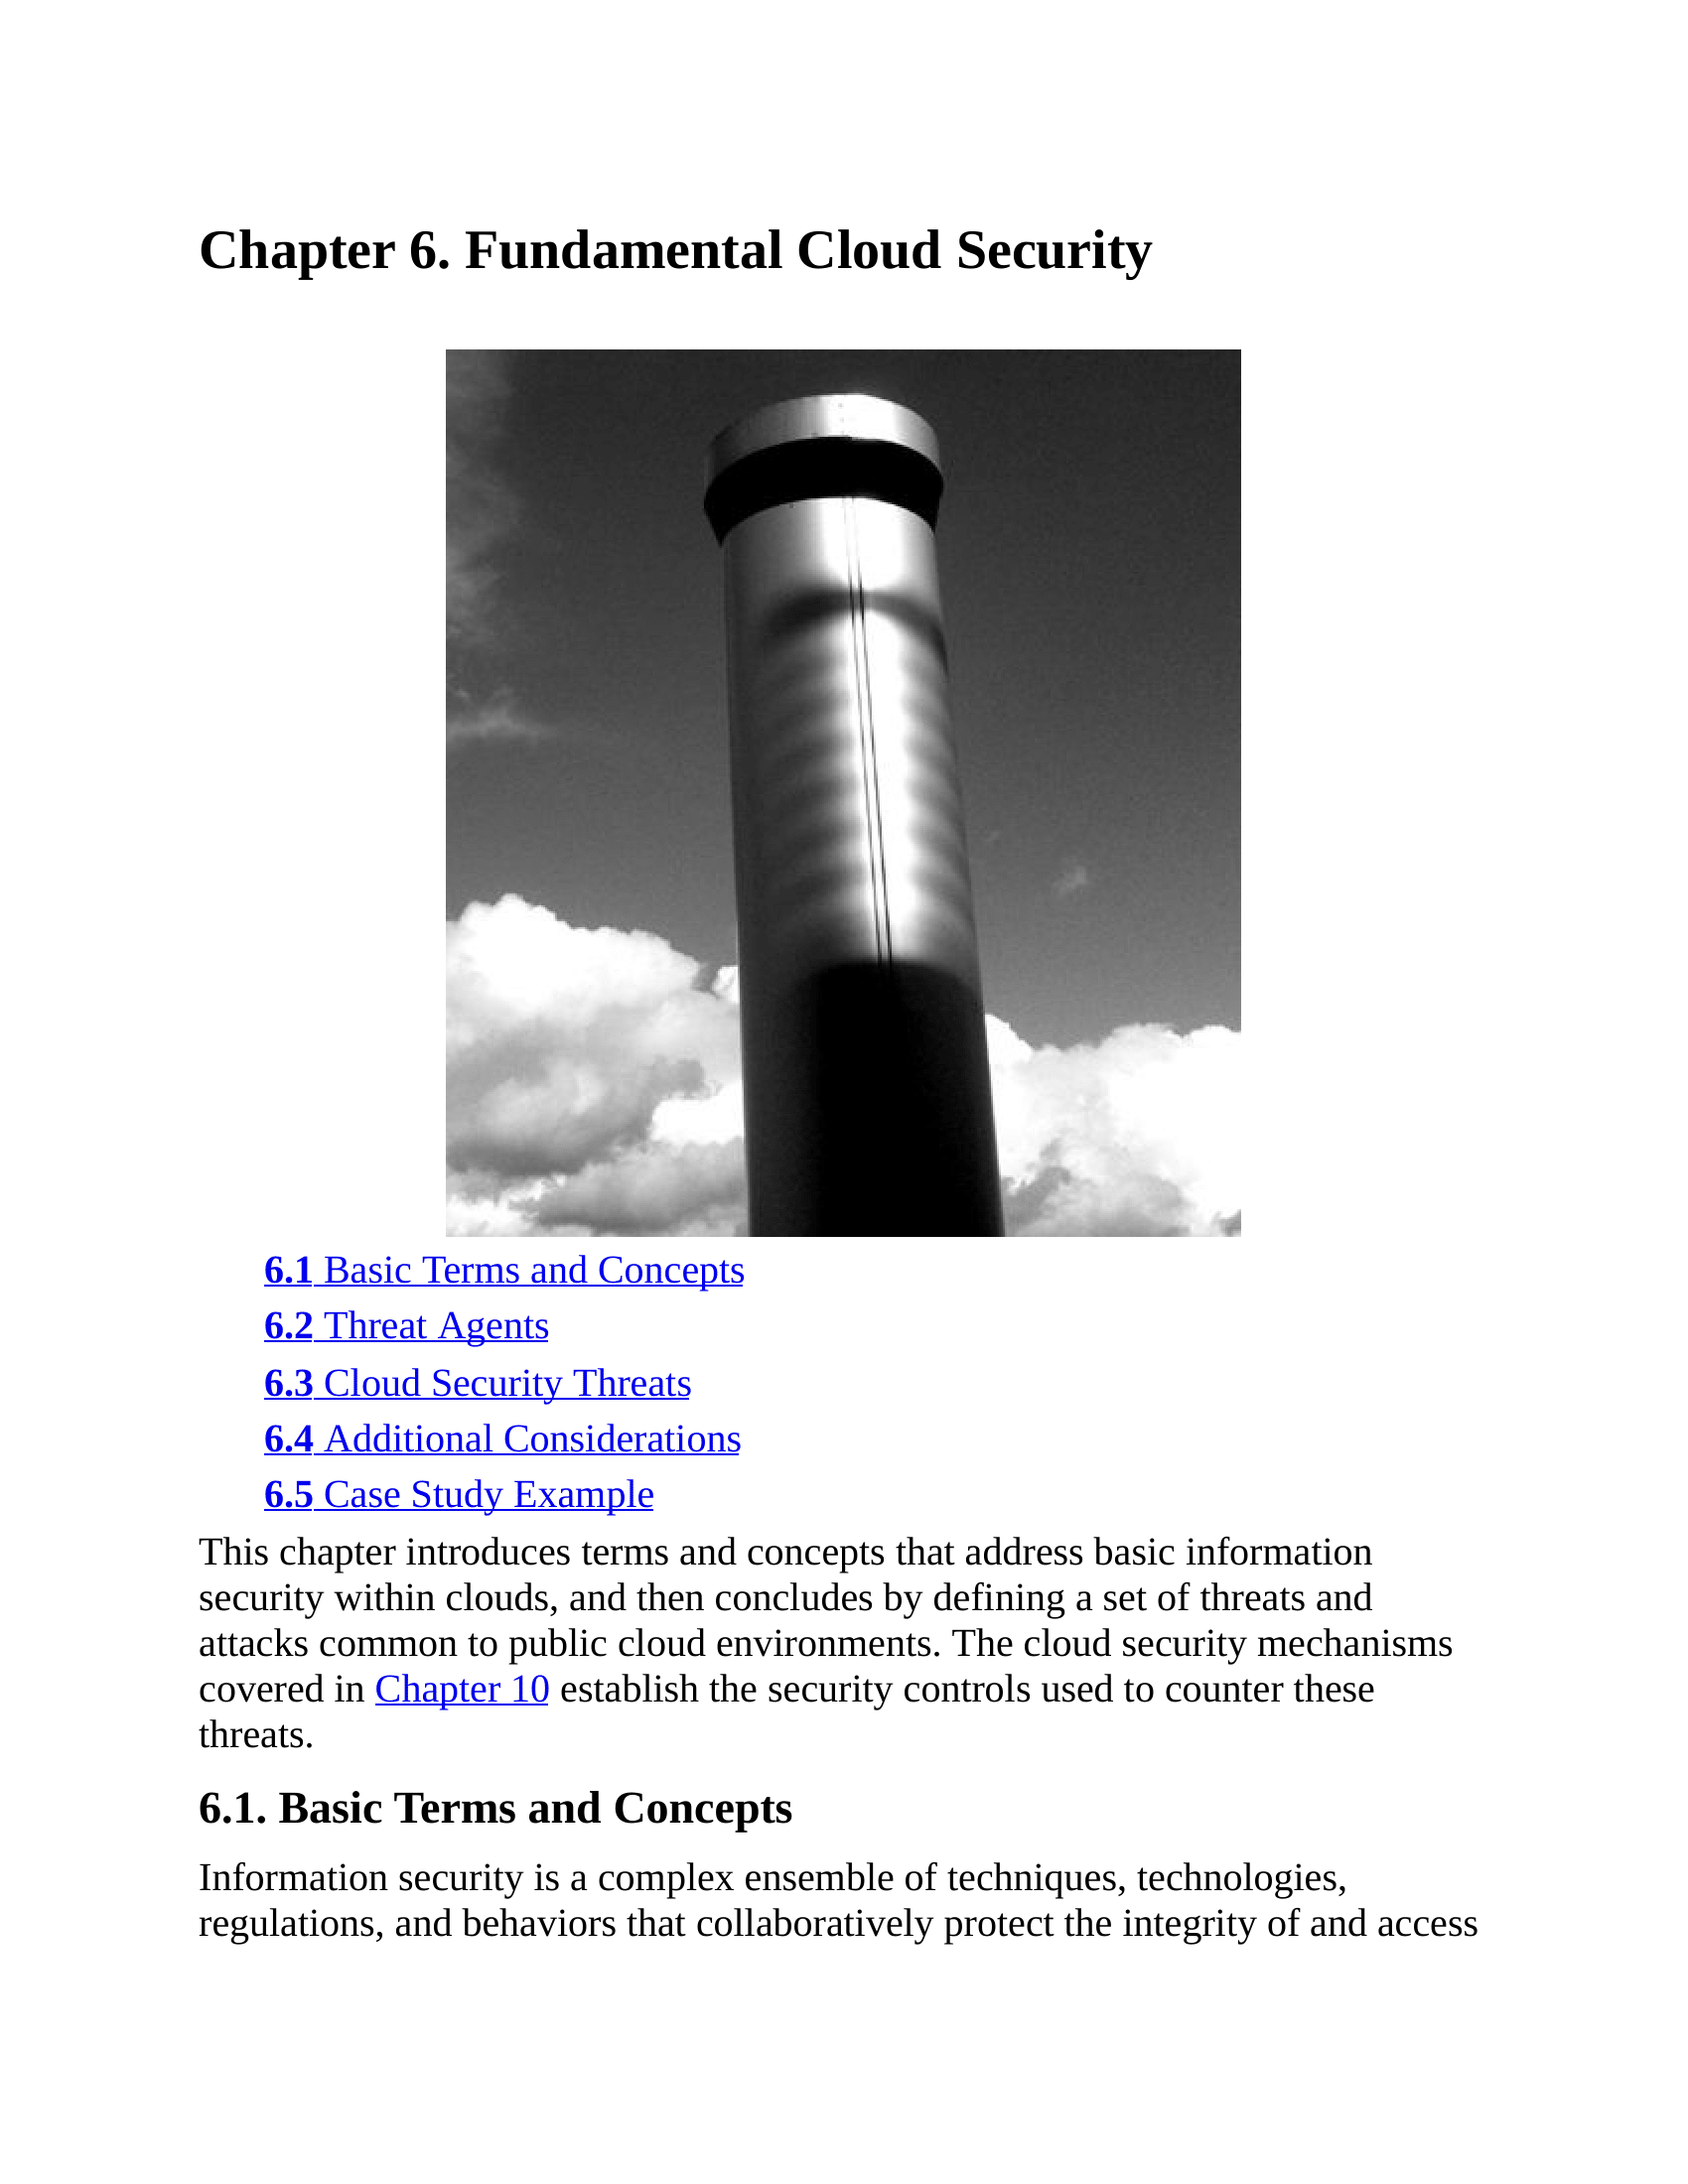 Chapter 6. Fundamental Cloud Security
6.1 Basic Terms and Concepts
6.2 Threat Agents
6.3 Cloud Security Threats
6.4 Additional Considerations
6.5 Case Study Example
This chapter introduces terms and concepts that address basic information
security within clouds, and then concludes by defining a set of threats and
attacks common to public cloud environments. The cloud security mechanisms
covered in Chapter 10 establish the security controls used to counter these
threats.
6.1. Basic Terms and Concepts
Information security is a complex ensemble of techniques, technologies,
regulations, and behaviors that collaboratively protect the integrity of and access